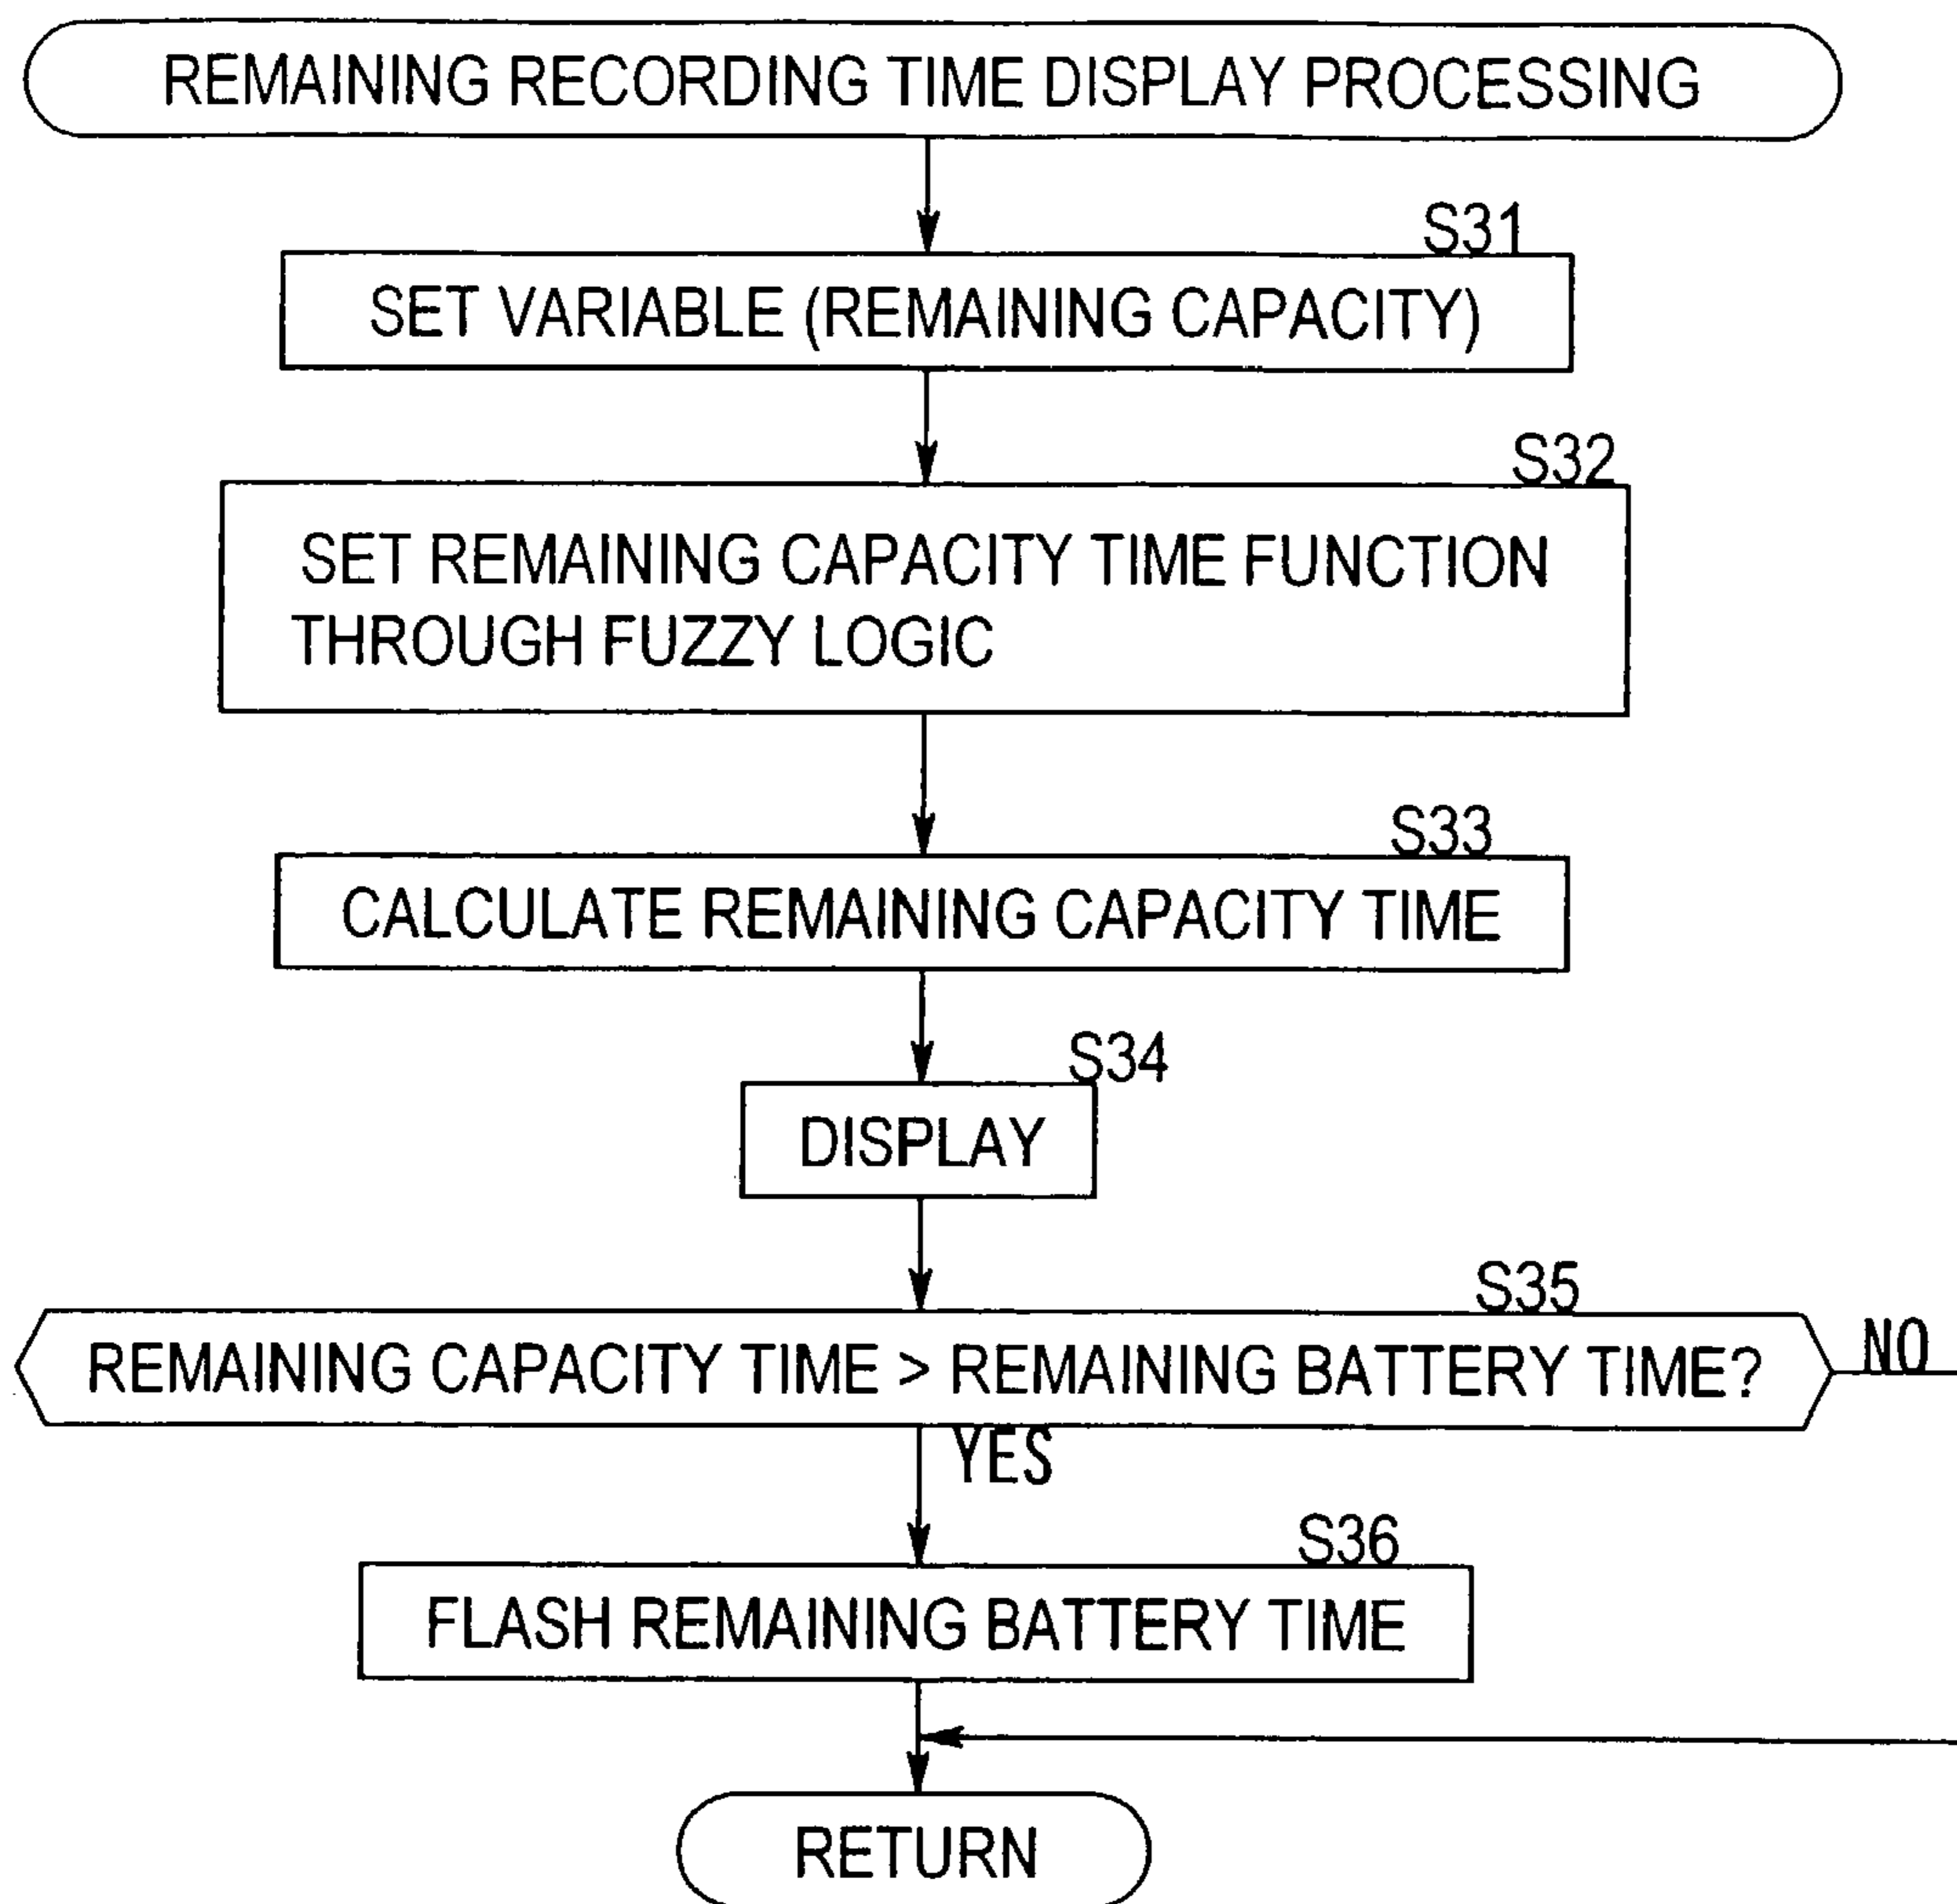 REMAINING RECORDING TIME DISPLAY PROCESSING
S31
SET VARIABLE (REMAINING CAPACITY)
S32
SET REMAINING CAPACITY TIME FUNCTION
THROUGH FUZZY LOGIC
S33
CALCULATE REMAINING CAPACITY TIME
S34
DISPLAY
S35
REMAINING CAPACITY TIME > REMAINING BATTERY TIME?
NO
YES
S36
FLASH REMAINING BATTERY TIME
RETURN